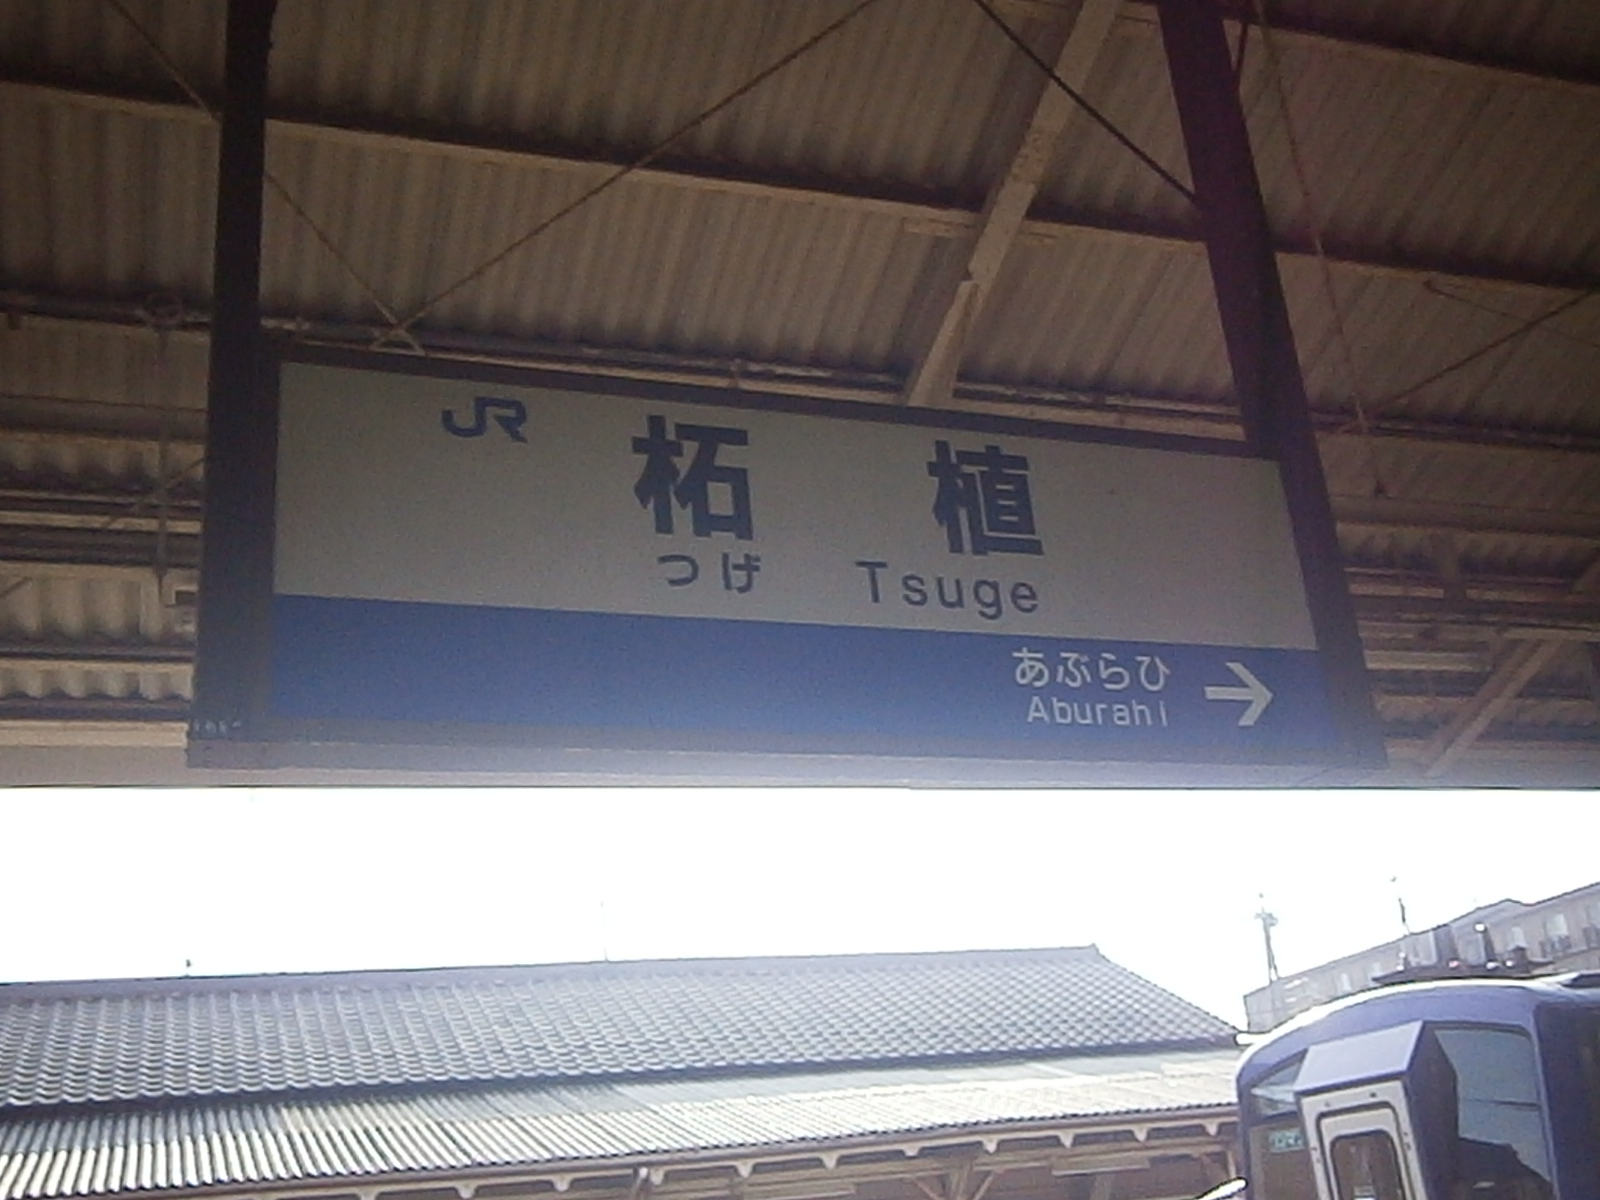 JR
柘植
つげ Tsuge
あぶらひ →
Aburahi